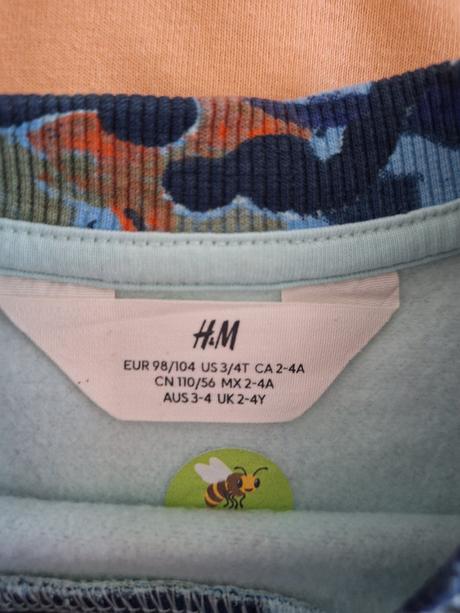 H&M
EUR 98/104 US 3/4T CA 2-4A
CN 110/56 MX 2-4A
AUS 3-4 UK 2-4Y